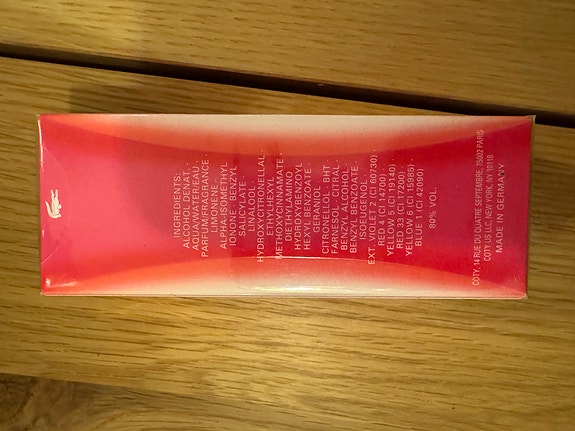 INGREDIENTS:
ALCOHOL DENAT. ·
AQUA/WATER/EAU ·
PARFUM/FRAGRANCE ·
LIMONENE ·
ALPHA-ISOMETHYL
IONONE · BENZYL
SALICYLATE ·
LINALOOL ·
HYDROXYCITRONELLAL ·
ETHYLHEXYL
METHOXYCINNAMATE ·
DIETHYLAMINO
HYDROXYBENZOYL
HEXYL BENZOATE ·
GERANIOL ·
CITRONELLOL · BHT ·
FARNESOL · CITRAL ·
BENZYL ALCOHOL ·
BENZYL BENZOATE ·
ISOEUGENOL ·
EXT. VIOLET 2 (CI 60730) ·
RED 4 (CI 14700) ·
YELLOW 5 (CI 19140) ·
RED 33 (CI 17200) ·
YELLOW 6 (CI 15985) ·
BLUE 1 (CI 42090)
80% VOL.
COTY, 14 RUE DU QUATRE SEPTEMBRE, 75002 PARIS
COTY US LLC, NEW YORK, NY 10118
MADE IN GERMANY